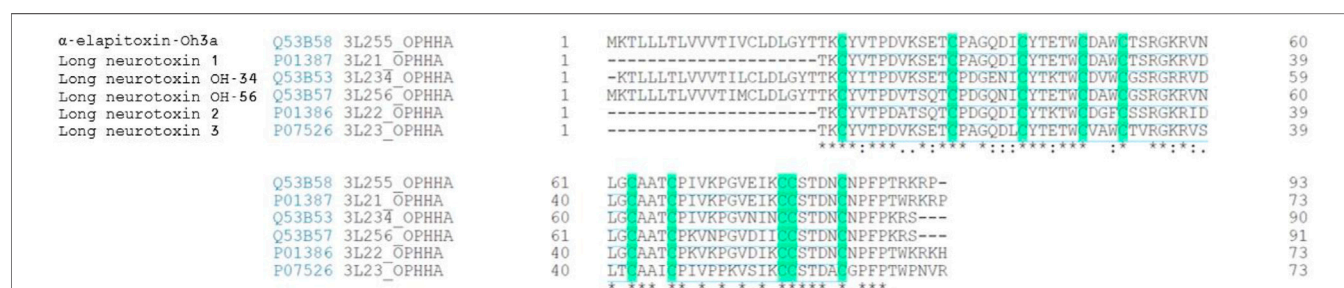 α-elapitoxin-Oh3a Q53B58 3L255_OPHHA 1 MKTLLLTLVVVTIVCLDLGYTTKCYVTPDVKSETCPAGQDICYTETWCDAWCTSRGKRVN 60
Long neurotoxin 1 P01387 3L21_OPHHA 1 ---------------------TKCYVTPDVKSETCPAGQDICYTETWCDAWCTSRGKRVD 39
Long neurotoxin OH-34 Q53B53 3L234_OPHHA 1 -KTLLLTLVVVTILCLDLGYTTKCYITPDVKSETCPDGENICYTKTWCDVWCGSRGRRVD 59
Long neurotoxin OH-56 Q53B57 3L256_OPHHA 1 MKTLLLTLVVVTIMCLDLGYTTKCYVTPDVTSQTCPDGQNICYTETWCDAWCGSRGKRVN 60
Long neurotoxin 2 P01386 3L22_OPHHA 1 ---------------------TKCYVTPDATSQTCPDGQDICYTKTWCDGFCSSRGKRID 39
Long neurotoxin 3 P07526 3L23_OPHHA 1 ---------------------TKCYVTPDVKSETCPAGQDLCYTETWCVAWCTVRGKRVS 39
****:***..*:*** *:::***:*** :* **:*:.
Q53B58 3L255_OPHHA 61 LGCAATCPIVKPGVEIKCCSTDNCNPFPTRKRP- 93
P01387 3L21_OPHHA 40 LGCAATCPIVKPGVEIKCCSTDNCNPFPTWRKRP 73
Q53B53 3L234_OPHHA 60 LGCAATCPIVKPGVNINCCSTDNCNPFPKRS--- 90
Q53B57 3L256_OPHHA 61 LGCAATCPKVNPGVDIICCSTDNCNPFPKRS--- 91
P01386 3L22_OPHHA 40 LGCAATCPKVKPGVDIKCCSTDNCNPFPTWKRKH 73
P07526 3L23_OPHHA 40 LTCAAICPIVPPKVSIKCCSTDACGPFPTWPNVR 73
* *** ** * * * * ***** * ***